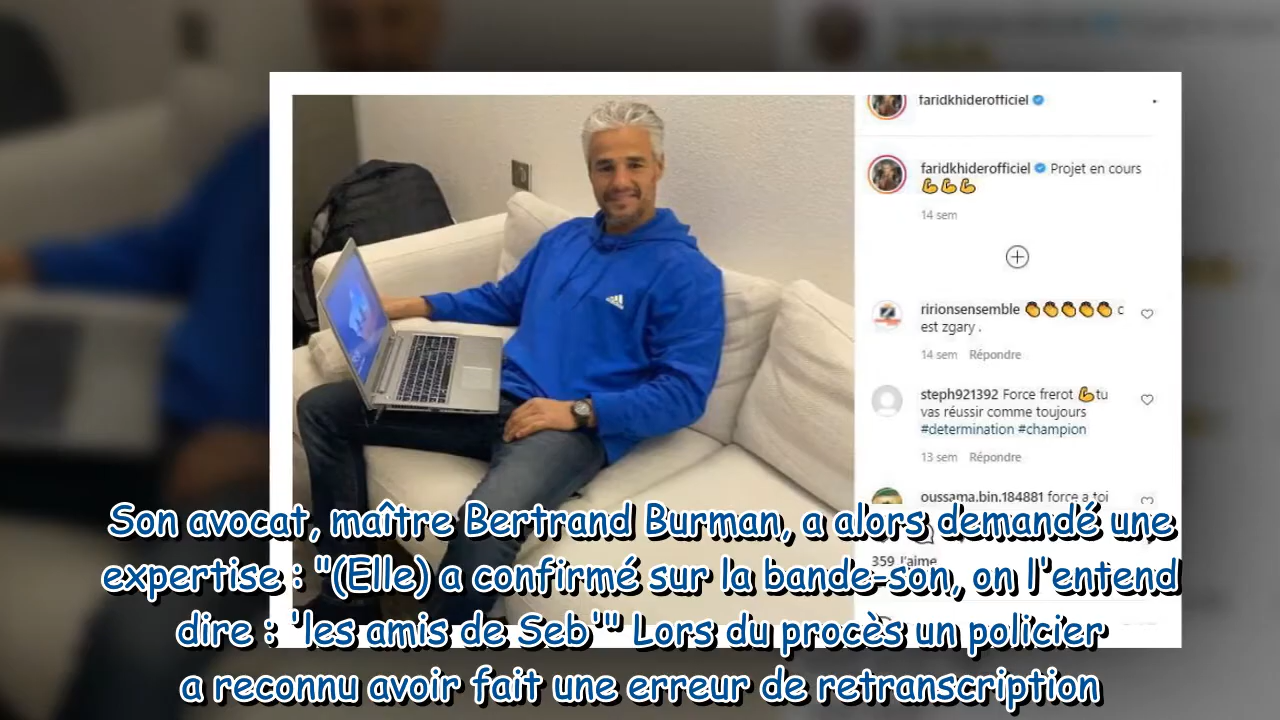 faridkhiderofficiel
faridkhiderofficiel Projet en cours
💪💪💪
14 sem
ririonsensemble 👏👏👏👏👏 c
est zgary .
14 sem Répondre
steph921392 Force frerot 💪tu
vas réussir comme toujours
#determination #champion
13 sem Répondre
oussama.bin.184881 force a toi
359 J'aime
Son avocat, maître Bertrand Burman, a alors demandé une
expertise : "(Elle) a confirmé sur la bande-son, on l'entend
dire : 'les amis de Seb'" Lors du procès un policier
a reconnu avoir fait une erreur de retranscription